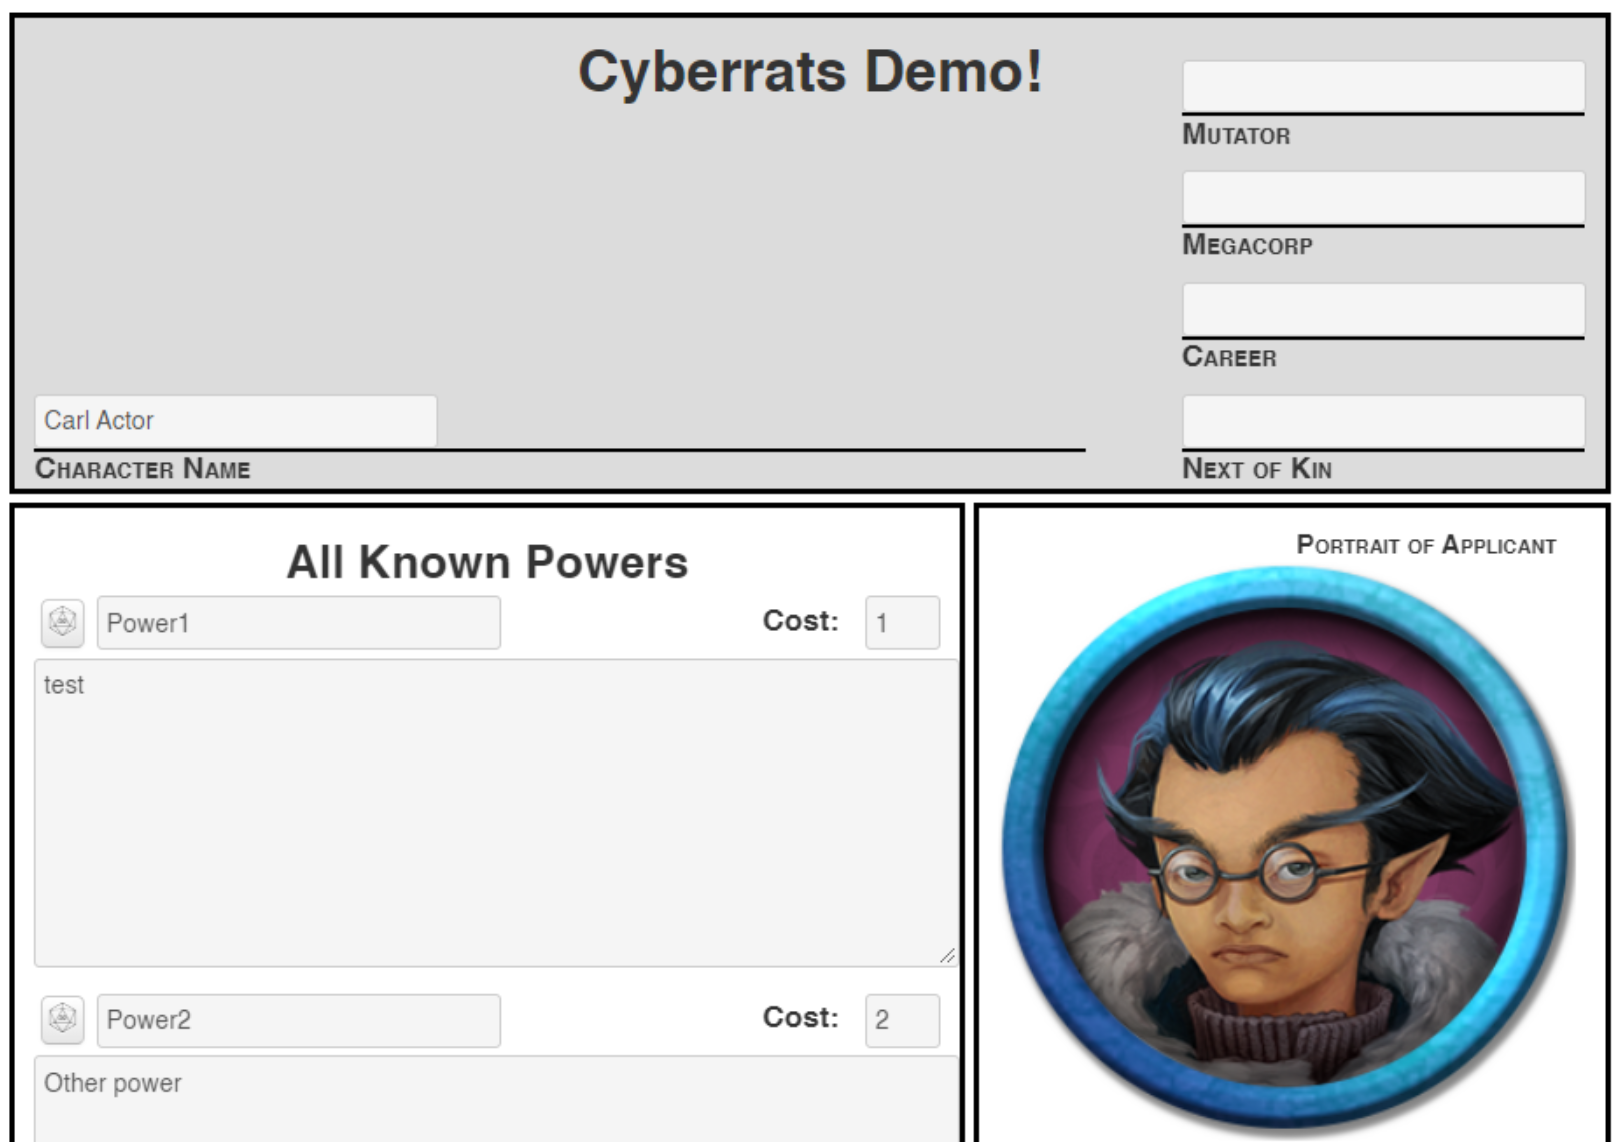 Cyberrats Demo!
Mutator
Megacorp
Career
Carl Actor
Character Name
Next of Kin
All Known Powers
Power1 Cost: 1
test
Power2 Cost: 2
Other power
Portrait of Applicant